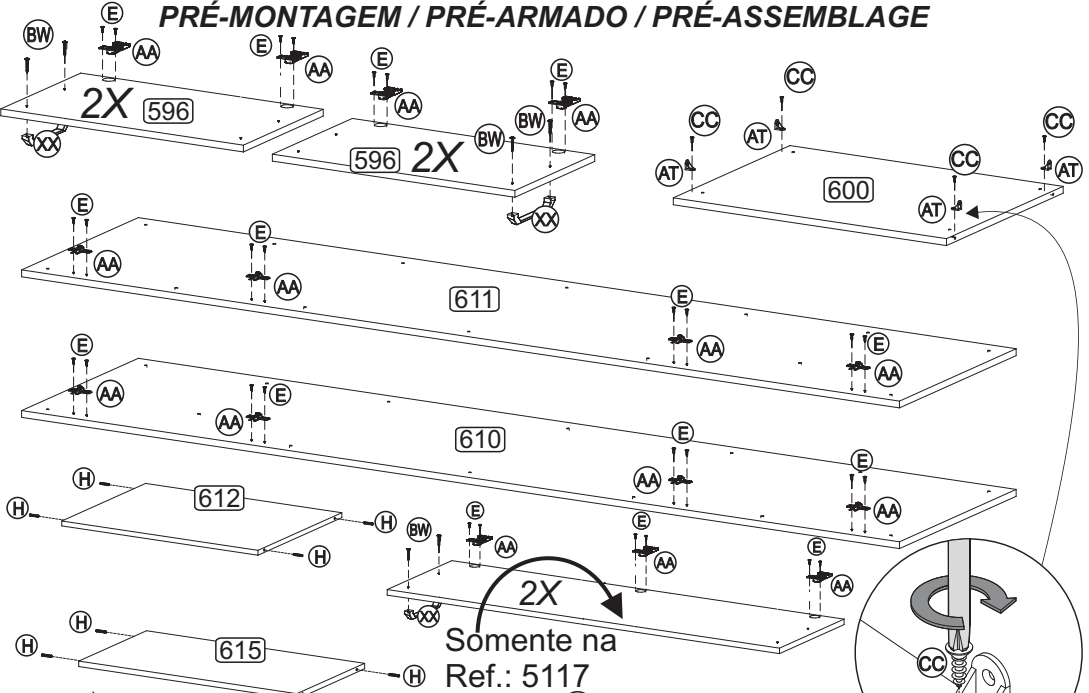 PRÉ-MONTAGEM / PRÉ-ARMADO / PRÉ-ASSEMBLAGE
E
BW
AA
E
AA
2X 596
XX
E
AA
E
AA
BW
BW
596 2X
XX
CC
CC
CC
CC
AT
AT
AT
AT
600
E
AA
E
AA
611
E
AA
E
AA
E
AA
E
AA
610
E
AA
E
AA
H
H
612
H
H
BW
E
AA
E
AA
E
AA
2X
XX
Somente na
Ref.: 5117
H
H
615
H
CC